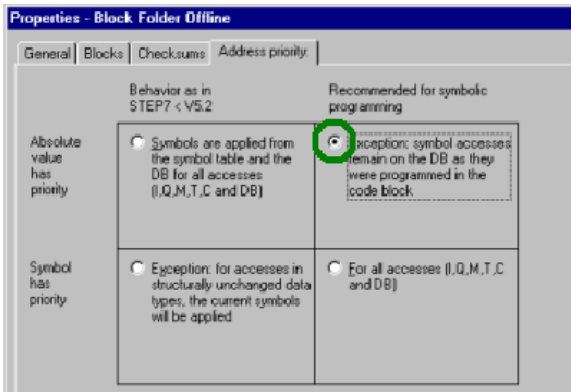 Properties - Block Folder Offline
General Blocks Checksums Address priority
Behavior as in
STEP7 < V5.2
Recommended for symbolic
programming
Absolute
value
has
priority
Symbols are applied from
the symbol table and the
DB for all accesses
(I,Q,M,T,C and DB)
Exception: symbol accesses
remain on the DB as they
were programmed in the
code block
Symbol
has
priority
Exception: for accesses in
structurally unchanged data
types, the current symbols
will be applied
For all accesses (I,Q,M,T,C
and DB)